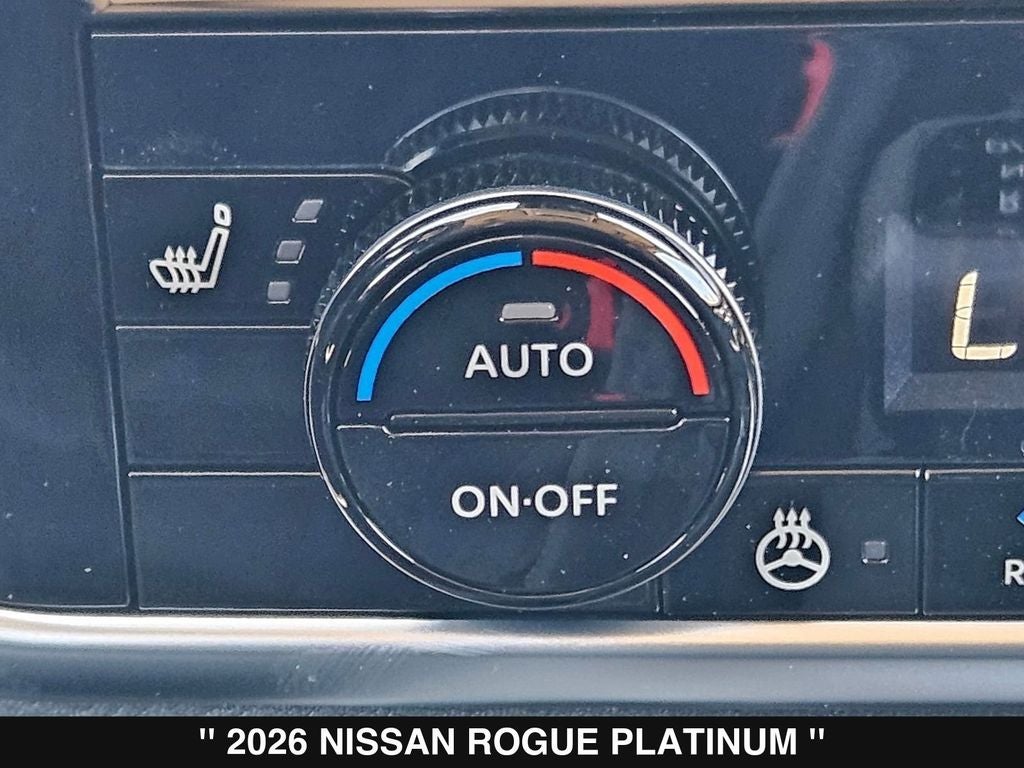 AUTO
L
ON·OFF
R
" 2026 NISSAN ROGUE PLATINUM "